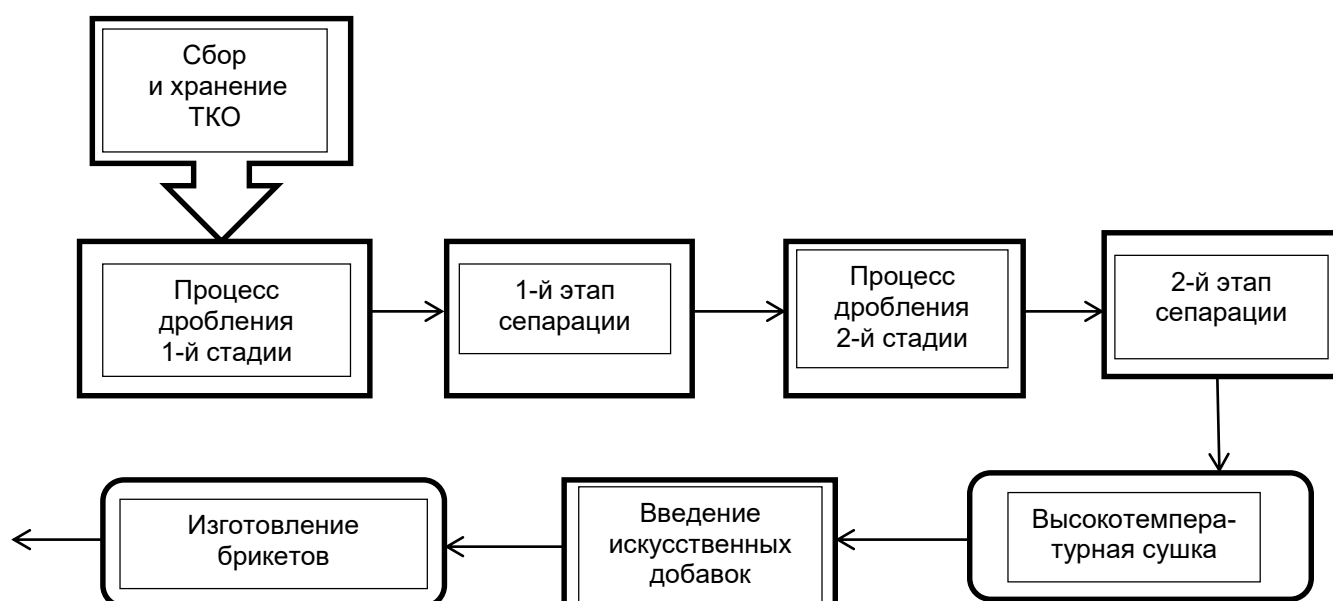 Сбор
и хранение
ТКО
Процесс
дробления
1-й стадии
1-й этап
сепарации
Процесс
дробления
2-й стадии
2-й этап
сепарации
Высокотемпера-
турная сушка
Введение
искусственных
добавок
Изготовление
брикетов